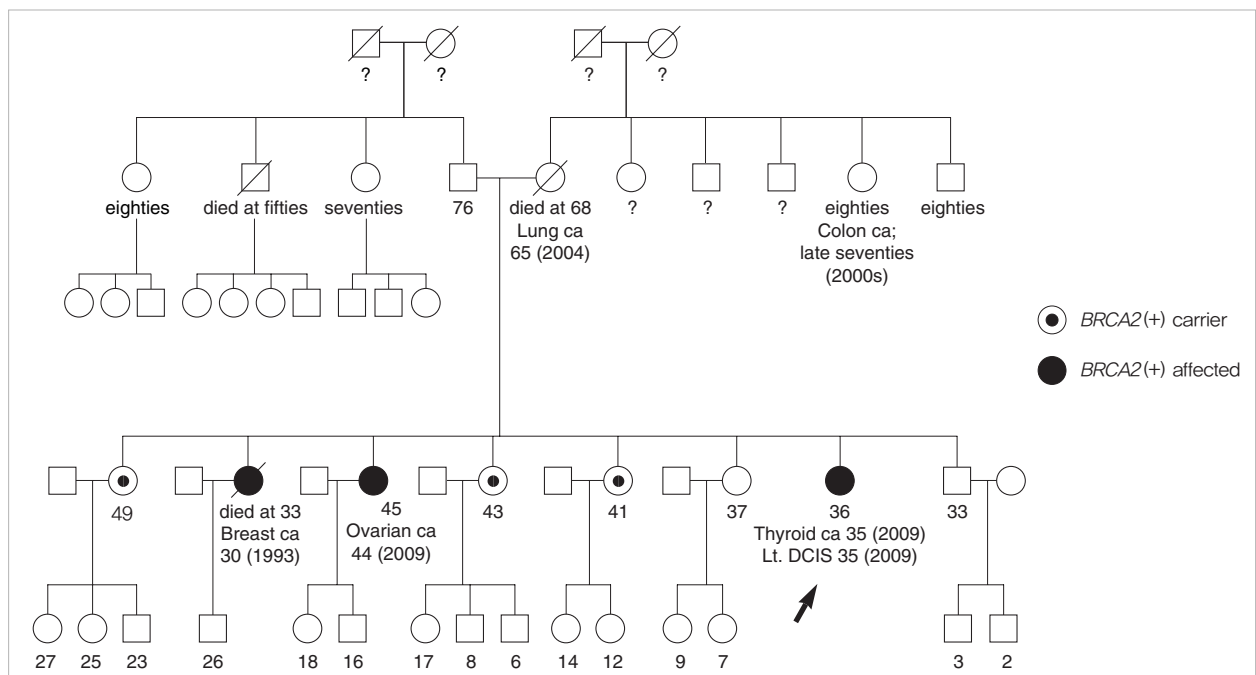 ? ? ? ?
eighties died at fifties seventies 76 died at 68 ? ? ? eighties eighties
Lung ca Colon ca;
65 (2004) late seventies
(2000s)
BRCA2(+) carrier
BRCA2(+) affected
49 died at 33 45 43 41 37 36 33
Breast ca Ovarian ca Thyroid ca 35 (2009)
30 (1993) 44 (2009) Lt. DCIS 35 (2009)
27 25 23 26 18 16 17 8 6 14 12 9 7 3 2